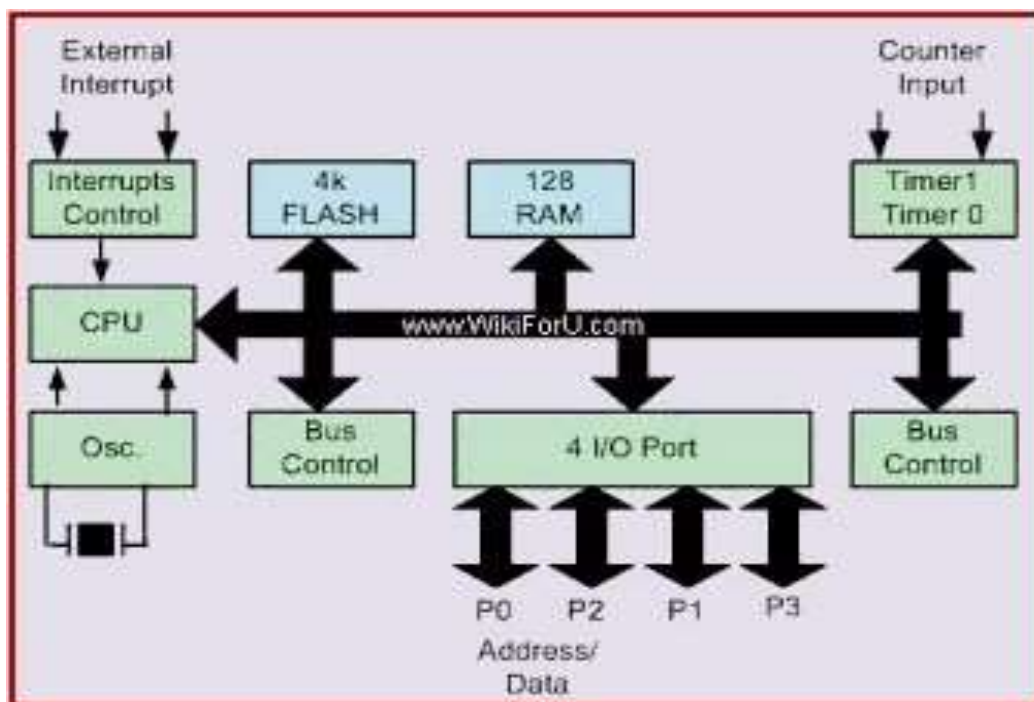 External
Interrupt
Counter
Input
Interrupts
Control
4k
FLASH
128
RAM
Timer1
Timer 0
CPU
www.WikiForU.com
Osc.
Bus
Control
4 I/O Port
Bus
Control
P0 P2 P1 P3
Address/
Data